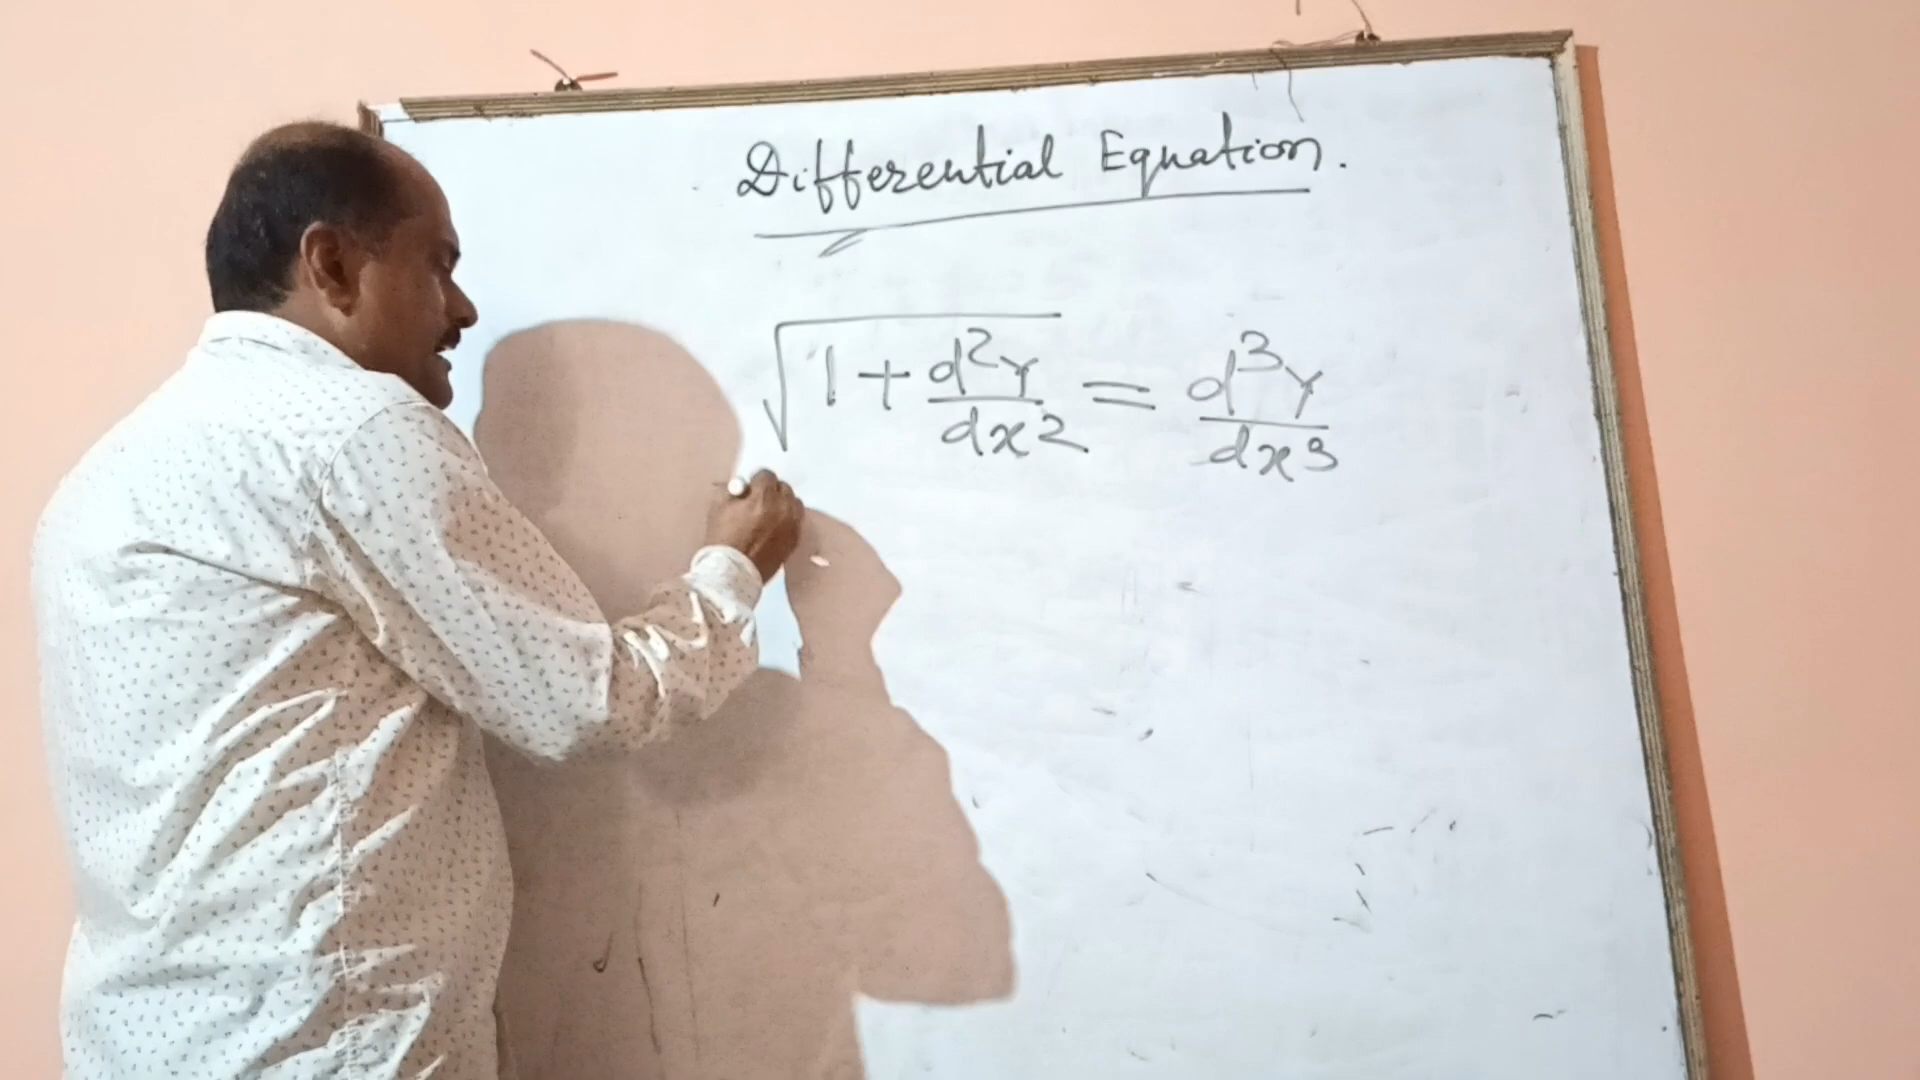 Differential Equation.
√(1 + d²y/dx²) = d³y/dx³